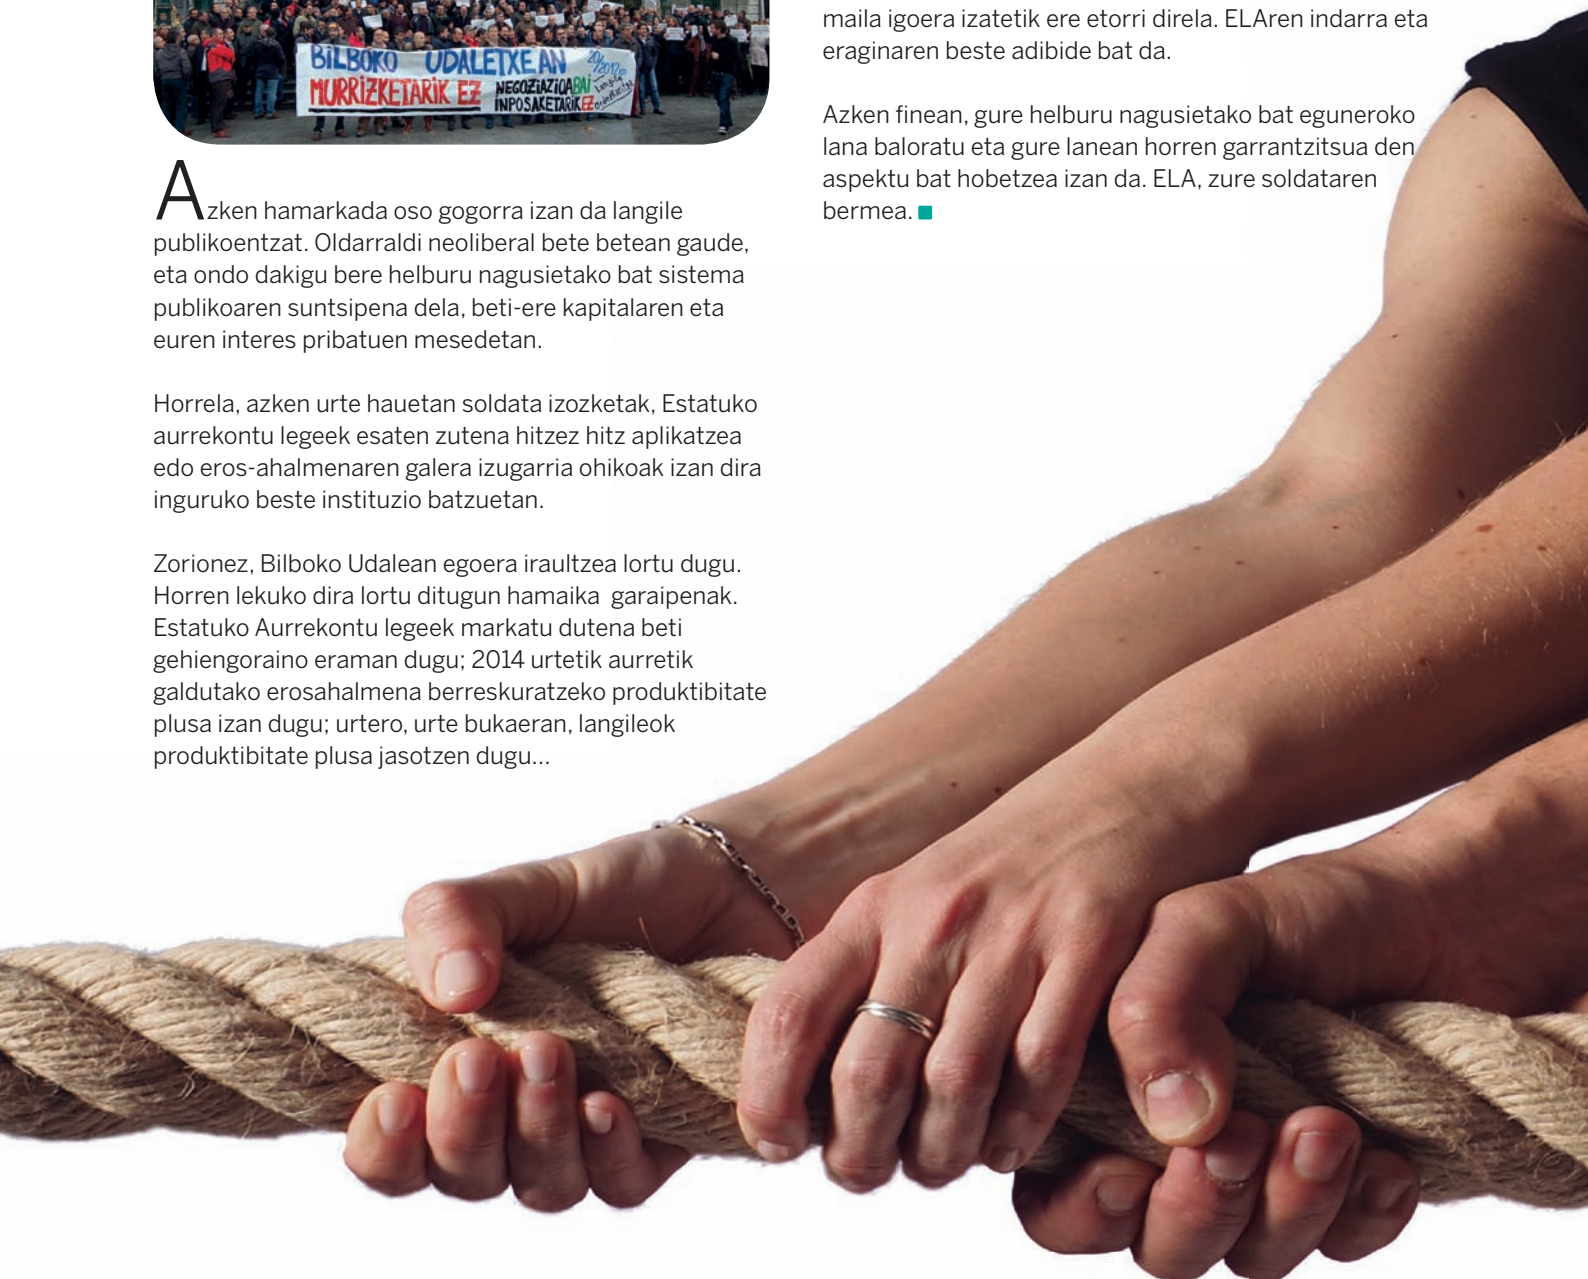 BILBOKO UDALETXEAN
MURRIZKETARIK EZ
NEGOZIAZIOA BAI
INPOSAKETARIK EZ
Azken hamarkada oso gogorra izan da langile
publikoentzat. Oldarraldi neoliberal bete betean gaude,
eta ondo dakigu bere helburu nagusietako bat sistema
publikoaren suntsipena dela, beti-ere kapitalaren eta
euren interes pribatuen mesedetan.
Horrela, azken urte hauetan soldata izozketak, Estatuko
aurrekontu legeek esaten zutena hitzez hitz aplikatzea
edo eros-ahalmenaren galera izugarria ohikoak izan dira
inguruko beste instituzio batzuetan.
Zorionez, Bilboko Udalean egoera iraultzea lortu dugu.
Horren lekuko dira lortu ditugun hamaika garaipenak.
Estatuko Aurrekontu legeek markatu dutena beti
gehiengoraino eraman dugu; 2014 urtetik aurretik
galdutako erosahalmena berreskuratzeko produktibitate
plusa izan dugu; urtero, urte bukaeran, langileok
produktibitate plusa jasotzen dugu...
maila igoera izatetik ere etorri direla. ELAren indarra eta
eraginaren beste adibide bat da.
Azken finean, gure helburu nagusietako bat eguneroko
lana baloratu eta gure lanean horren garrantzitsua den
aspektu bat hobetzea izan da. ELA, zure soldataren
bermea.